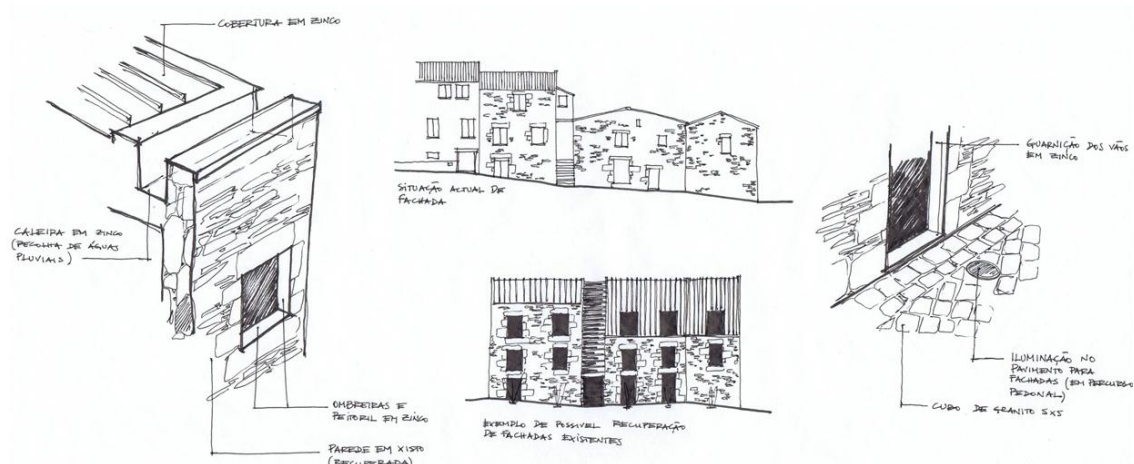 COBERTURA EM ZINCO
CALEIRA EM ZINCO
(RECOLHA DE ÁGUAS
PLUVIAIS)
OMBREIRAS E
PEITORIL EM ZINCO
PAREDE EM XISTO
(RECUPERADA)
SITUAÇÃO ACTUAL DE
FACHADA
EXEMPLO DE POSSIVEL RECUPERAÇÃO
DE FACHADAS EXISTENTES
GUARNIÇÃO DOS VÃOS
EM ZINCO
ILUMINAÇÃO NO
PAVIMENTO PARA
FACHADAS (EM PERCURSO
PEDONAL)
CUBO DE GRANITO 5X5